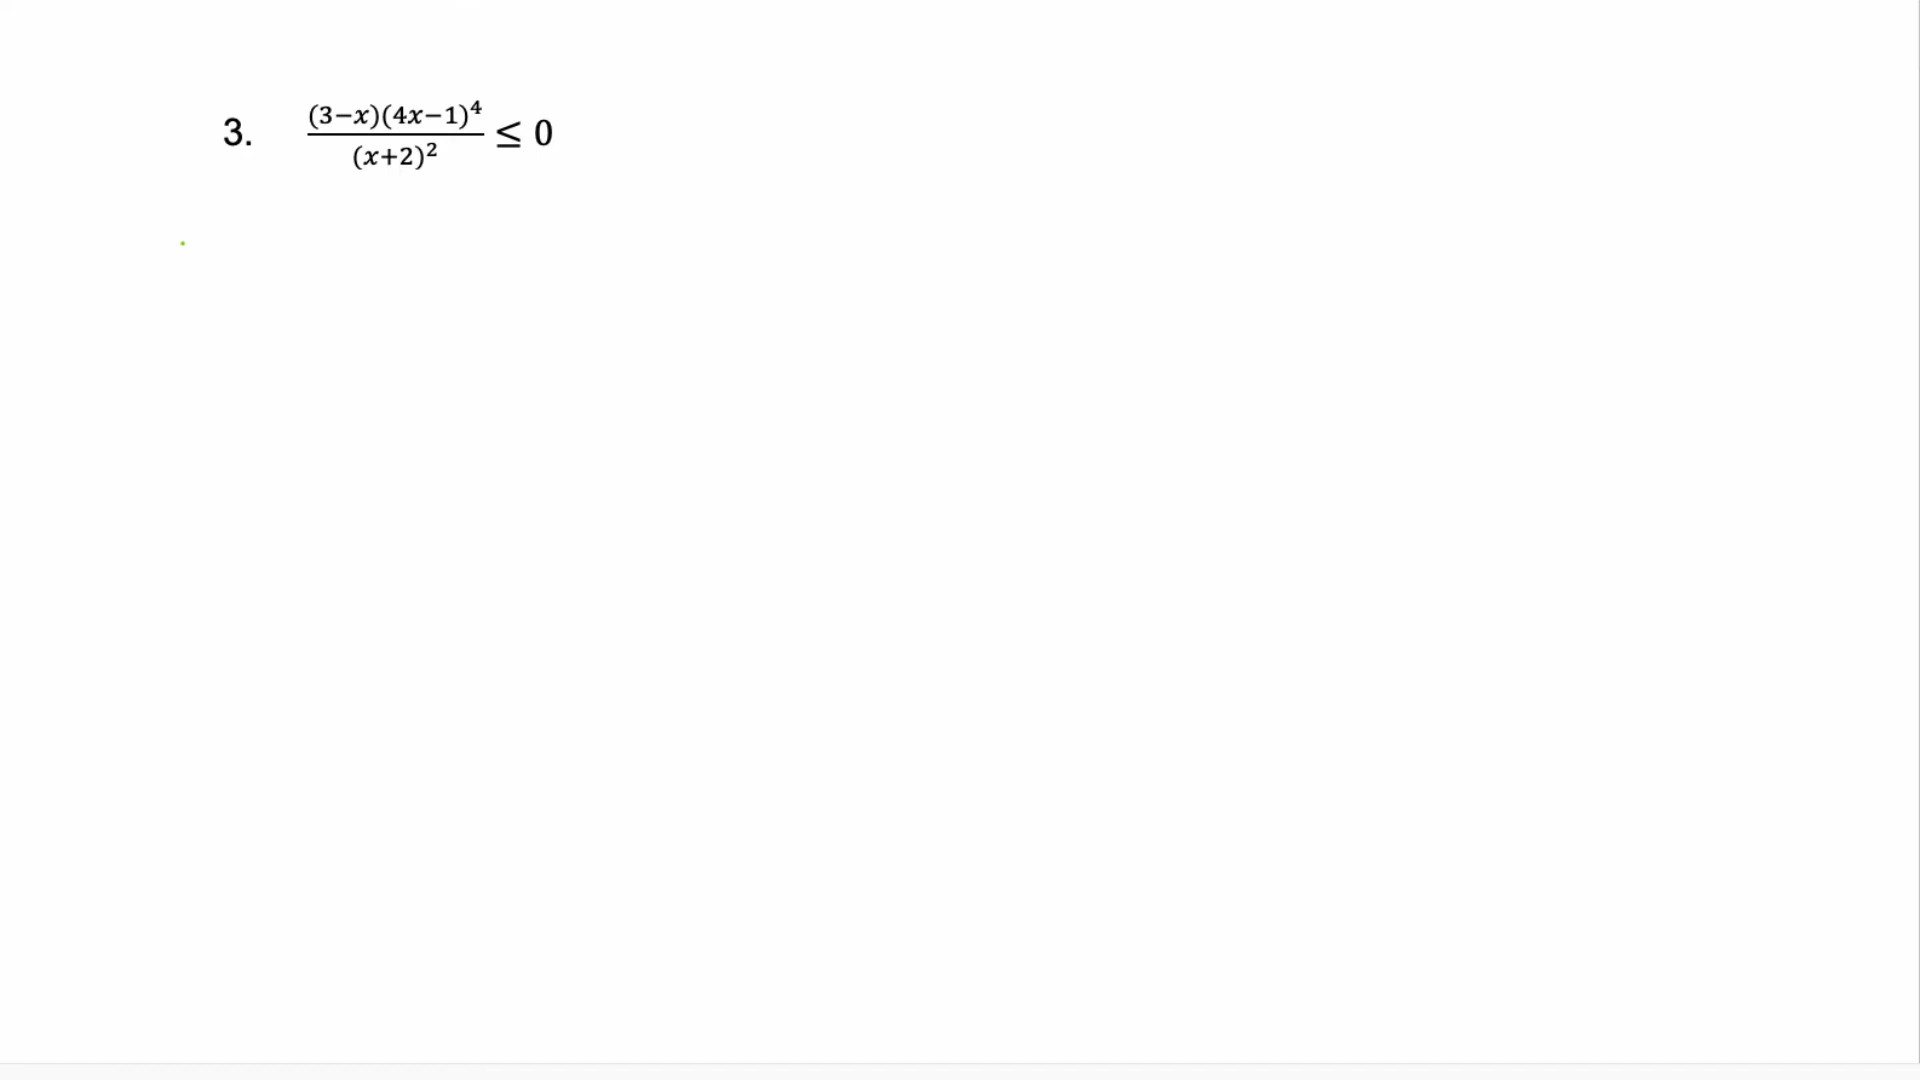 3. (3−x)(4x−1)⁴/(x+2)² ≤ 0